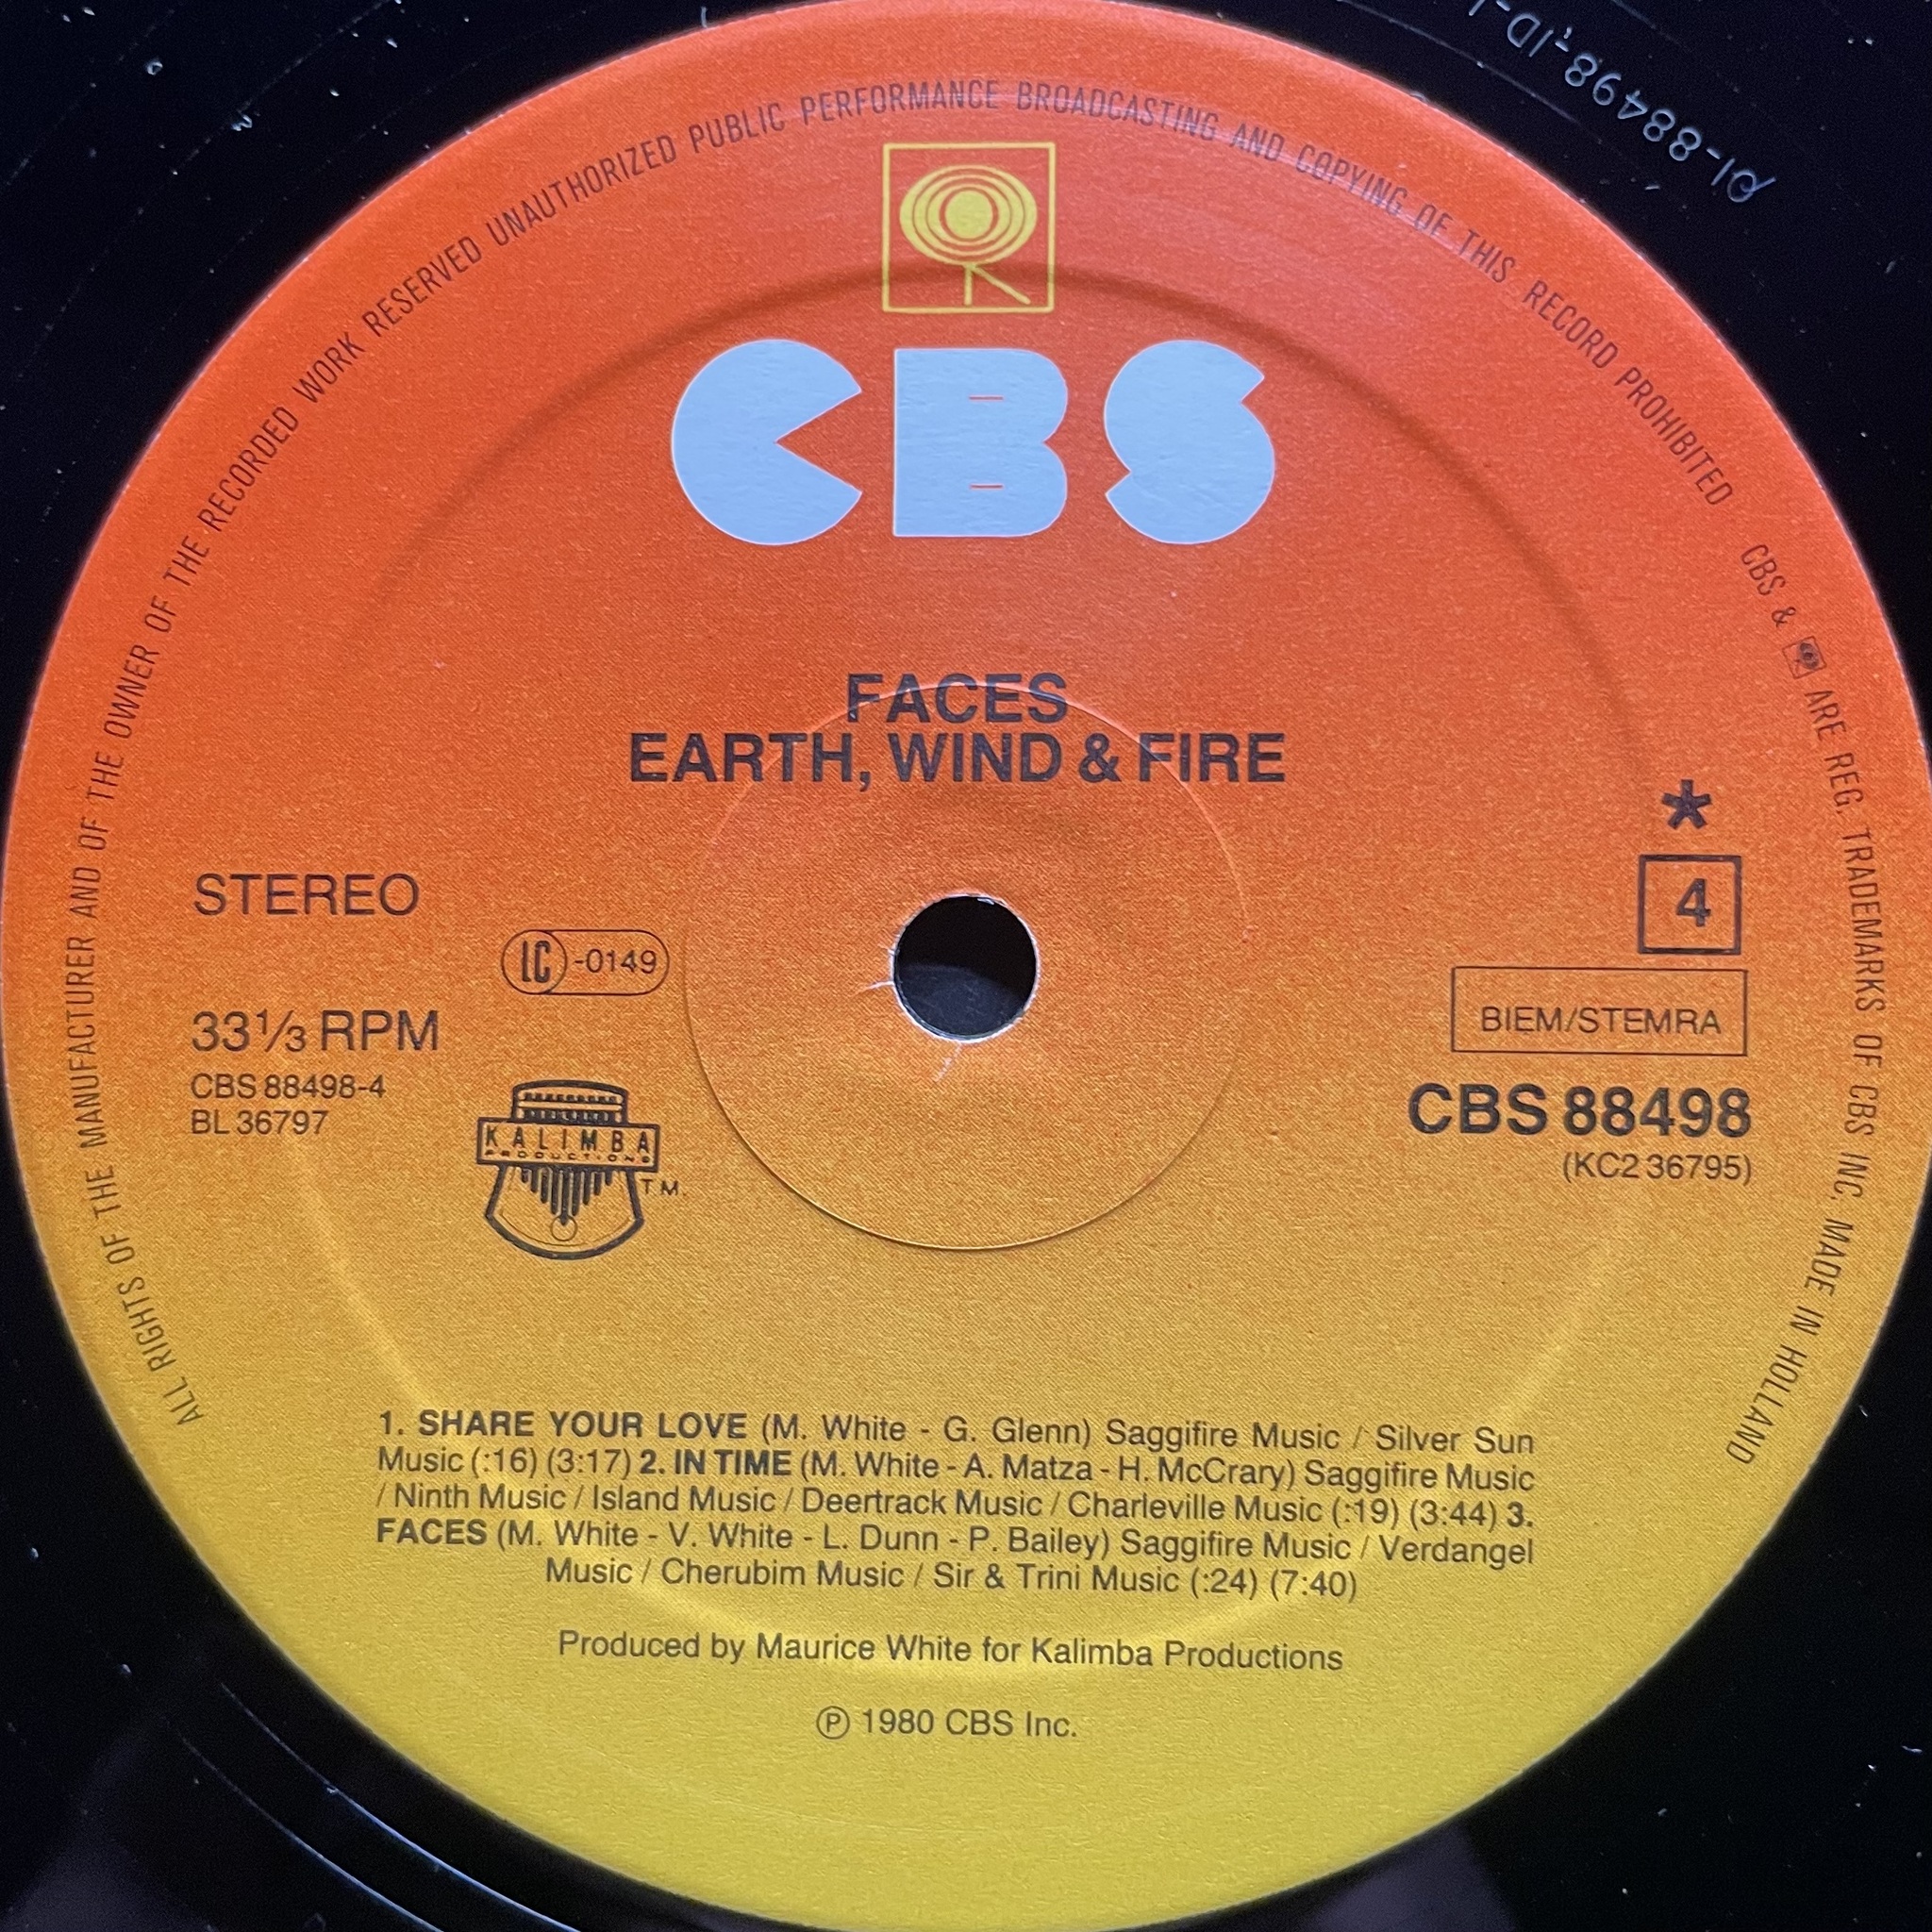 ALL RIGHTS OF THE MANUFACTURER AND OF THE OWNER OF THE RECORDED WORK RESERVED UNAUTHORIZED PUBLIC PERFORMANCE BROADCASTING AND COPYING OF THIS RECORD PROHIBITED
CBS & ARE REG. TRADEMARKS OF CBS INC. MADE IN HOLLAND
CBS
FACES
EARTH, WIND & FIRE
*
4
STEREO
LC -0149
BIEM/STEMRA
33⅓ RPM
CBS 88498-4
BL 36797
CBS 88498
(KC2 36795)
KALIMBA
PRODUCTIONS
TM.
1. SHARE YOUR LOVE (M. White - G. Glenn) Saggifire Music / Silver Sun
Music (:16) (3:17) 2. IN TIME (M. White - A. Matza - H. McCrary) Saggifire Music
/ Ninth Music / Island Music / Deertrack Music / Charleville Music (:19) (3:44) 3.
FACES (M. White - V. White - L. Dunn - P. Bailey) Saggifire Music / Verdangel
Music / Cherubim Music / Sir & Trini Music (:24) (7:40)
Produced by Maurice White for Kalimba Productions
℗ 1980 CBS Inc.